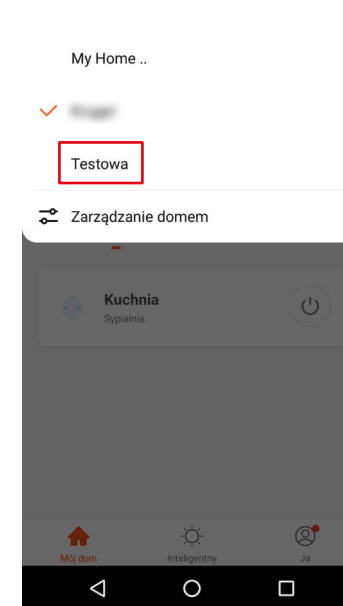 My Home ..
Testowa
Zarządzanie domem
Kuchnia
Sypialnia
Mój dom
Inteligentny
Ja